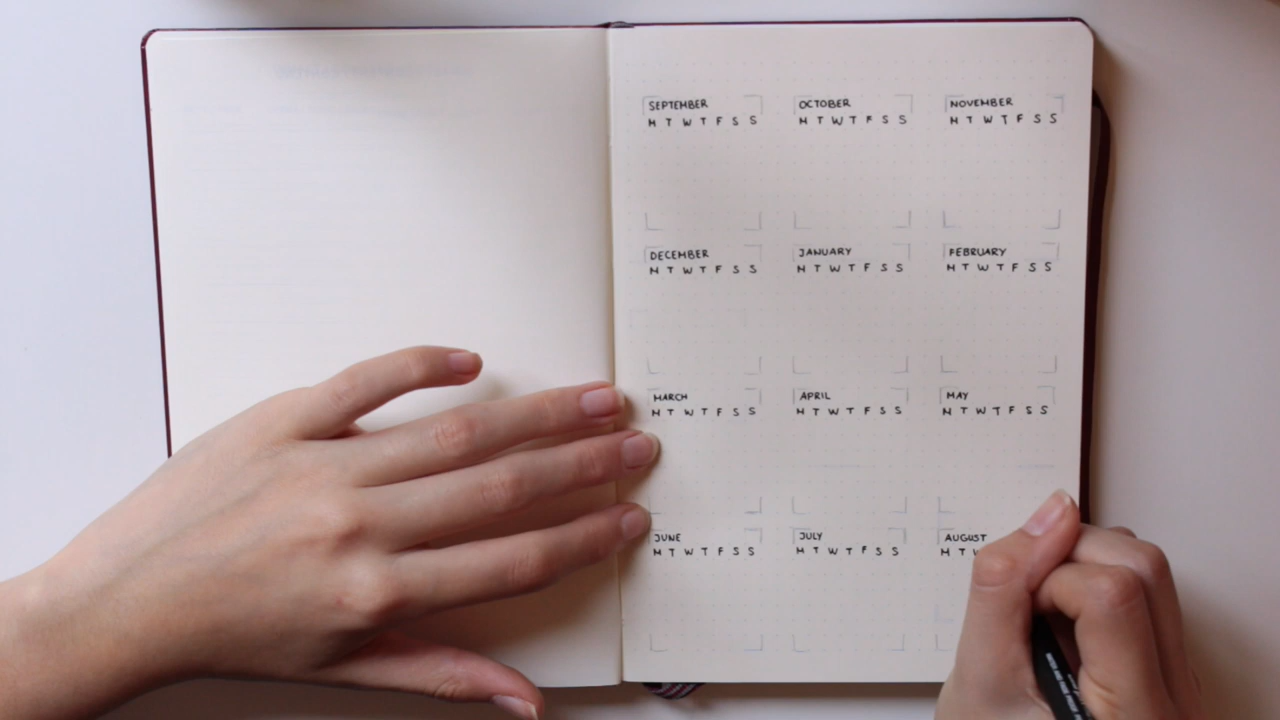 SEPTEMBER OCTOBER NOVEMBER
M T W T F S S M T W T F S S M T W T F S S
DECEMBER JANUARY FEBRUARY
M T W T F S S M T W T F S S M T W T F S S
MARCH APRIL MAY
M T W T F S S M T W T F S S M T W T F S S
JUNE JULY AUGUST
M T W T F S S M T W T F S S M T W